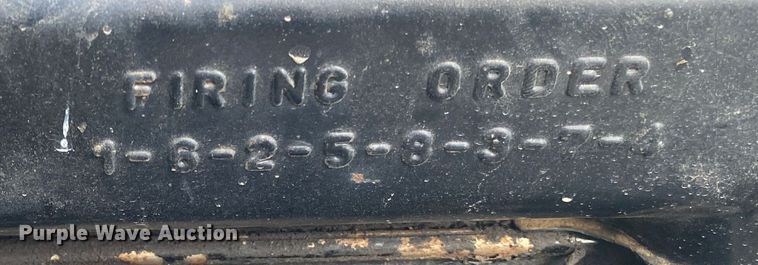 FIRING ORDER
1-6-2-5-8-3-7-4
Purple Wave Auction